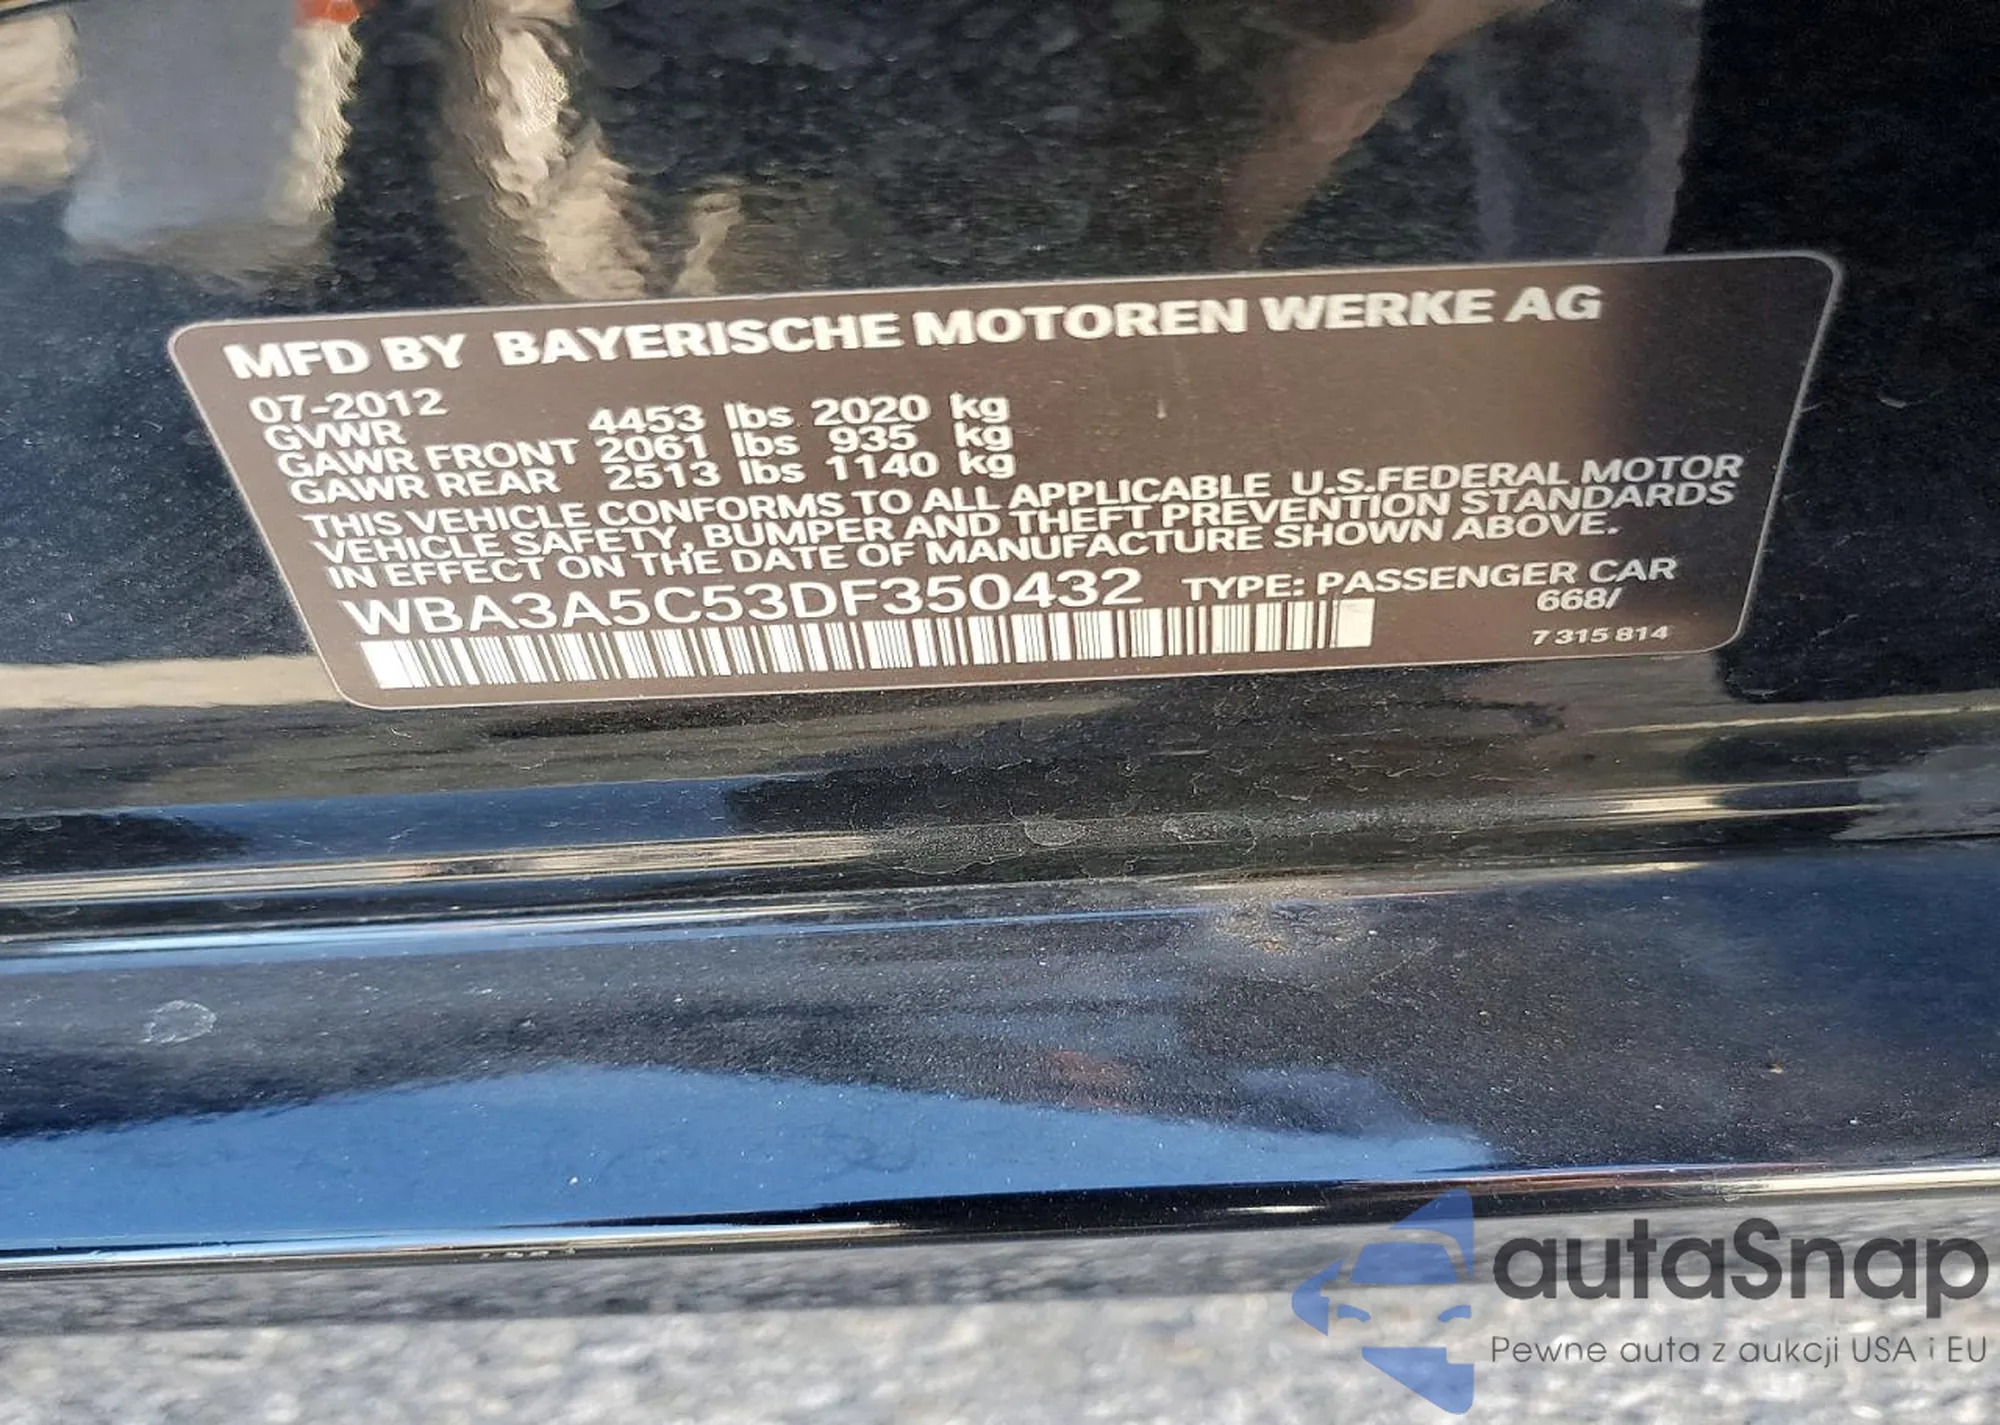 MFD BY BAYERISCHE MOTOREN WERKE AG
07-2012
GVWR 4453 lbs 2020 kg
GAWR FRONT 2061 lbs 935 kg
GAWR REAR 2513 lbs 1140 kg
THIS VEHICLE CONFORMS TO ALL APPLICABLE U.S.FEDERAL MOTOR
VEHICLE SAFETY, BUMPER AND THEFT PREVENTION STANDARDS
IN EFFECT ON THE DATE OF MANUFACTURE SHOWN ABOVE.
WBA3A5C53DF350432 TYPE: PASSENGER CAR
668/
7 315 814
autaSnap
Pewne auta z aukcji USA i EU